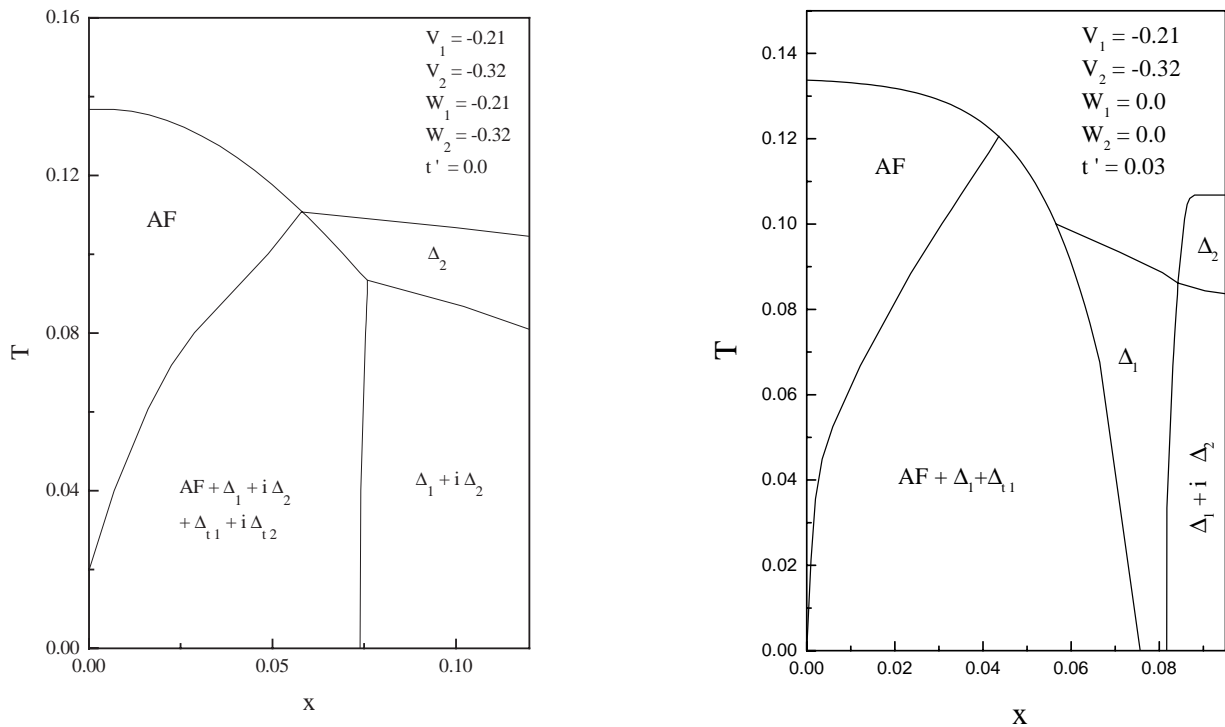 0.16
0.12
0.08
0.04
0.00
T
0.00 0.05 0.10
x
V1 = -0.21
V2 = -0.32
W1 = -0.21
W2 = -0.32
t ' = 0.0
AF
Δ2
Δ1 + i Δ2
AF + Δ1 + i Δ2
+ Δt1 + i Δt2
0.14
0.12
0.10
0.08
0.06
0.04
0.02
0.00
T
0.00 0.02 0.04 0.06 0.08
x
V1 = -0.21
V2 = -0.32
W1 = 0.0
W2 = 0.0
t ' = 0.03
AF
Δ2
Δ1
AF + Δ1+Δt1
Δ1 + i Δ2